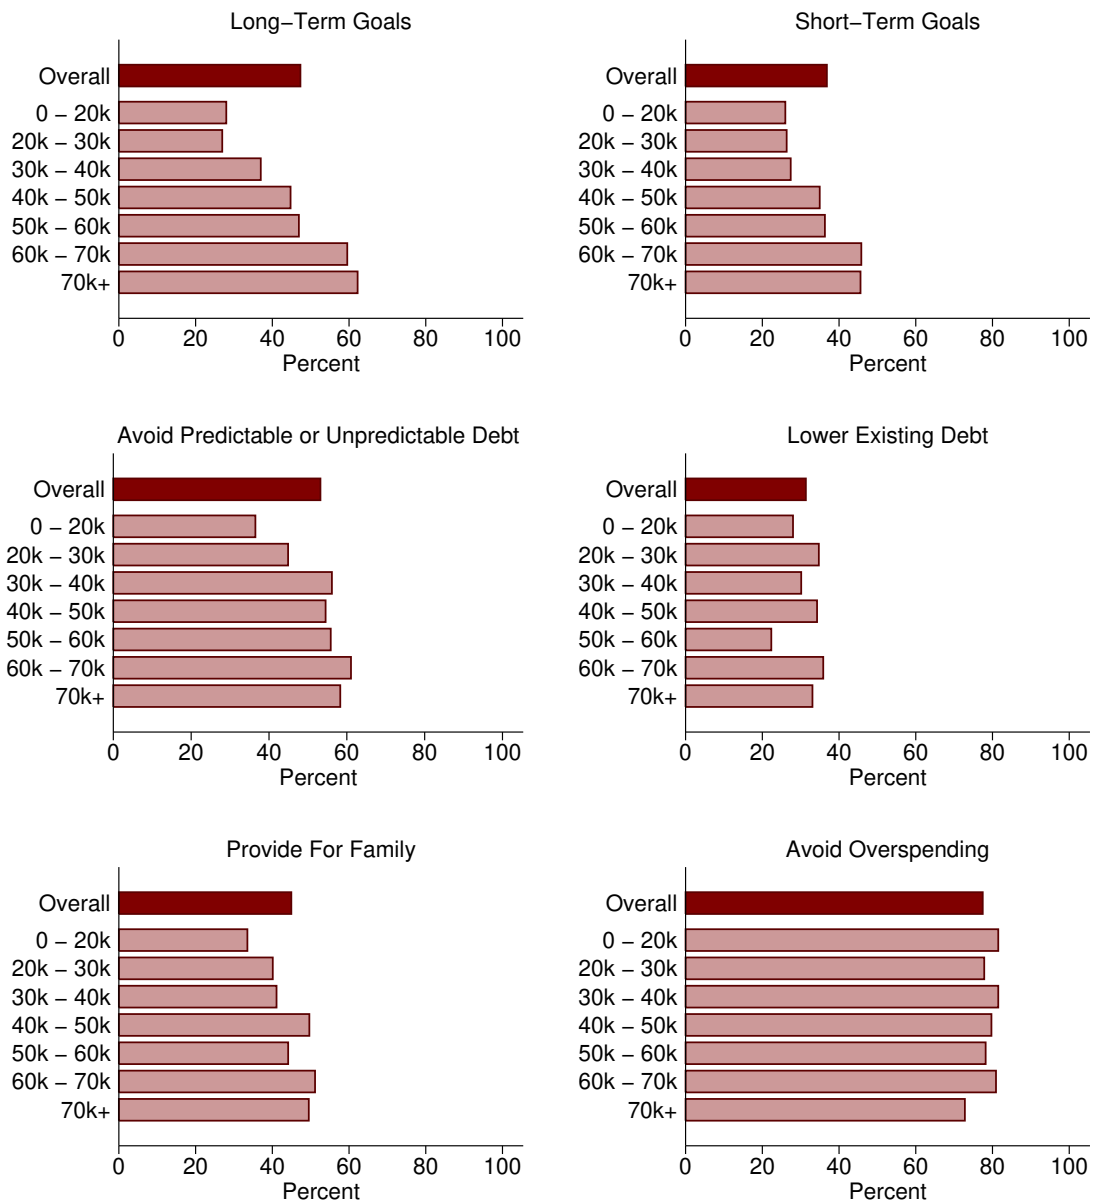 Long−Term Goals
Overall
0 − 20k
20k − 30k
30k − 40k
40k − 50k
50k − 60k
60k − 70k
70k+
0 20 40 60 80 100
Percent
Short−Term Goals
Overall
0 − 20k
20k − 30k
30k − 40k
40k − 50k
50k − 60k
60k − 70k
70k+
0 20 40 60 80 100
Percent
Avoid Predictable or Unpredictable Debt
Overall
0 − 20k
20k − 30k
30k − 40k
40k − 50k
50k − 60k
60k − 70k
70k+
0 20 40 60 80 100
Percent
Lower Existing Debt
Overall
0 − 20k
20k − 30k
30k − 40k
40k − 50k
50k − 60k
60k − 70k
70k+
0 20 40 60 80 100
Percent
Provide For Family
Overall
0 − 20k
20k − 30k
30k − 40k
40k − 50k
50k − 60k
60k − 70k
70k+
0 20 40 60 80 100
Percent
Avoid Overspending
Overall
0 − 20k
20k − 30k
30k − 40k
40k − 50k
50k − 60k
60k − 70k
70k+
0 20 40 60 80 100
Percent